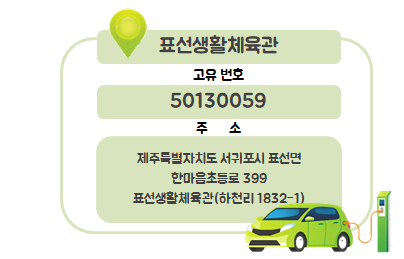 표선생활체육관
고유 번호
50130059
주 소
제주특별자치도 서귀포시 표선면
한마음초등로 399
표선생활체육관(하천리 1832-1)